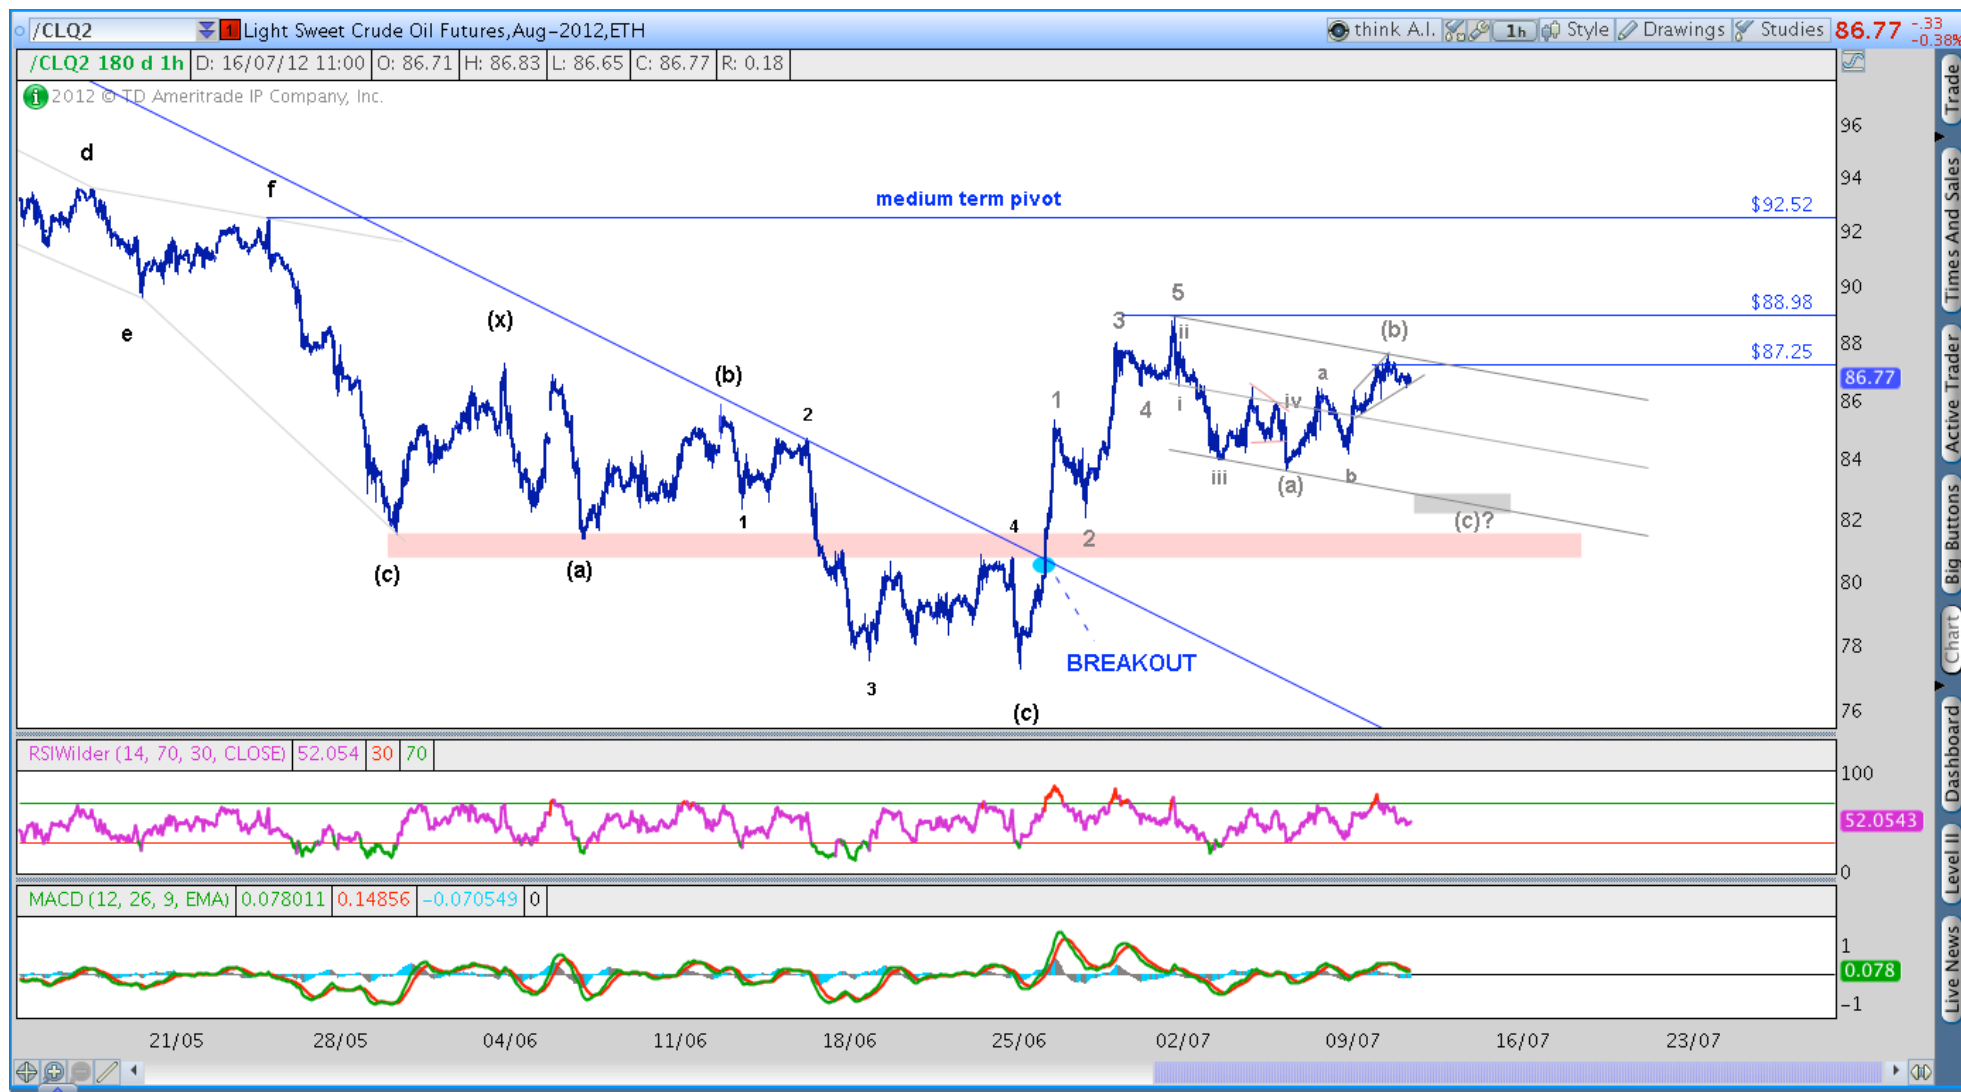 /CLQ2 1 Light Sweet Crude Oil Futures,Aug-2012,ETH think A.I. 1h Style Drawings Studies 86.77 -.33 -0.38%
/CLQ2 180 d 1h D: 16/07/12 11:00 O: 86.71 H: 86.83 L: 86.65 C: 86.77 R: 0.18
i 2012 © TD Ameritrade IP Company, Inc.
96
d
94
f
medium term pivot
$92.52
92
90
$88.98
5
e
(x)
3
ii
(b)
88
$87.25
(b)
a
86.77
86
1
4
i
iv
2
84
iii
(a)
b
1
4
2
(c)?
82
(c)
(a)
80
BREAKOUT
78
3
(c)
76
RSIWilder (14, 70, 30, CLOSE) 52.054 30 70
100
52.0543
0
MACD (12, 26, 9, EMA) 0.078011 0.14856 -0.070549 0
1
0.078
-1
21/05 28/05 04/06 11/06 18/06 25/06 02/07 09/07 16/07 23/07
Trade
Times And Sales
Active Trader
Big Buttons
Chart
Dashboard
Level II
Live News